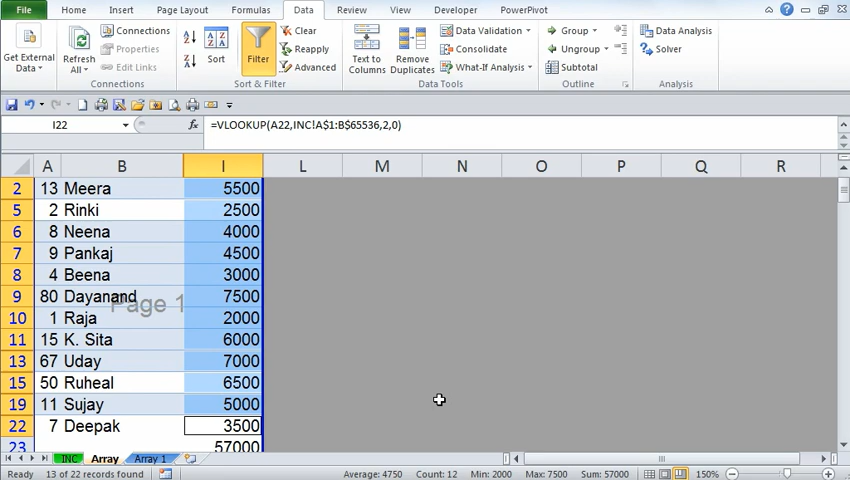 File Home Insert Page Layout Formulas Data Review View Developer PowerPivot
Get External Data
Refresh All
Connections
Properties
Edit Links
Connections
Sort
Filter
Clear
Reapply
Advanced
Sort & Filter
Text to Columns
Remove Duplicates
Data Validation
Consolidate
What-If Analysis
Data Tools
Group
Ungroup
Subtotal
Outline
Data Analysis
Solver
Analysis
I22 fx =VLOOKUP(A22,INC!A$1:B$65536,2,0)
A B I L M N O P Q R
2 13 Meera 5500
5 2 Rinki 2500
6 8 Neena 4000
7 9 Pankaj 4500
8 4 Beena 3000
9 80 Dayanand 7500
Page 1
10 1 Raja 2000
11 15 K. Sita 6000
13 67 Uday 7000
15 50 Ruheal 6500
19 11 Sujay 5000
22 7 Deepak 3500
23 57000
INC Array Array 1
Ready 13 of 22 records found Average: 4750 Count: 12 Min: 2000 Max: 7500 Sum: 57000 150%